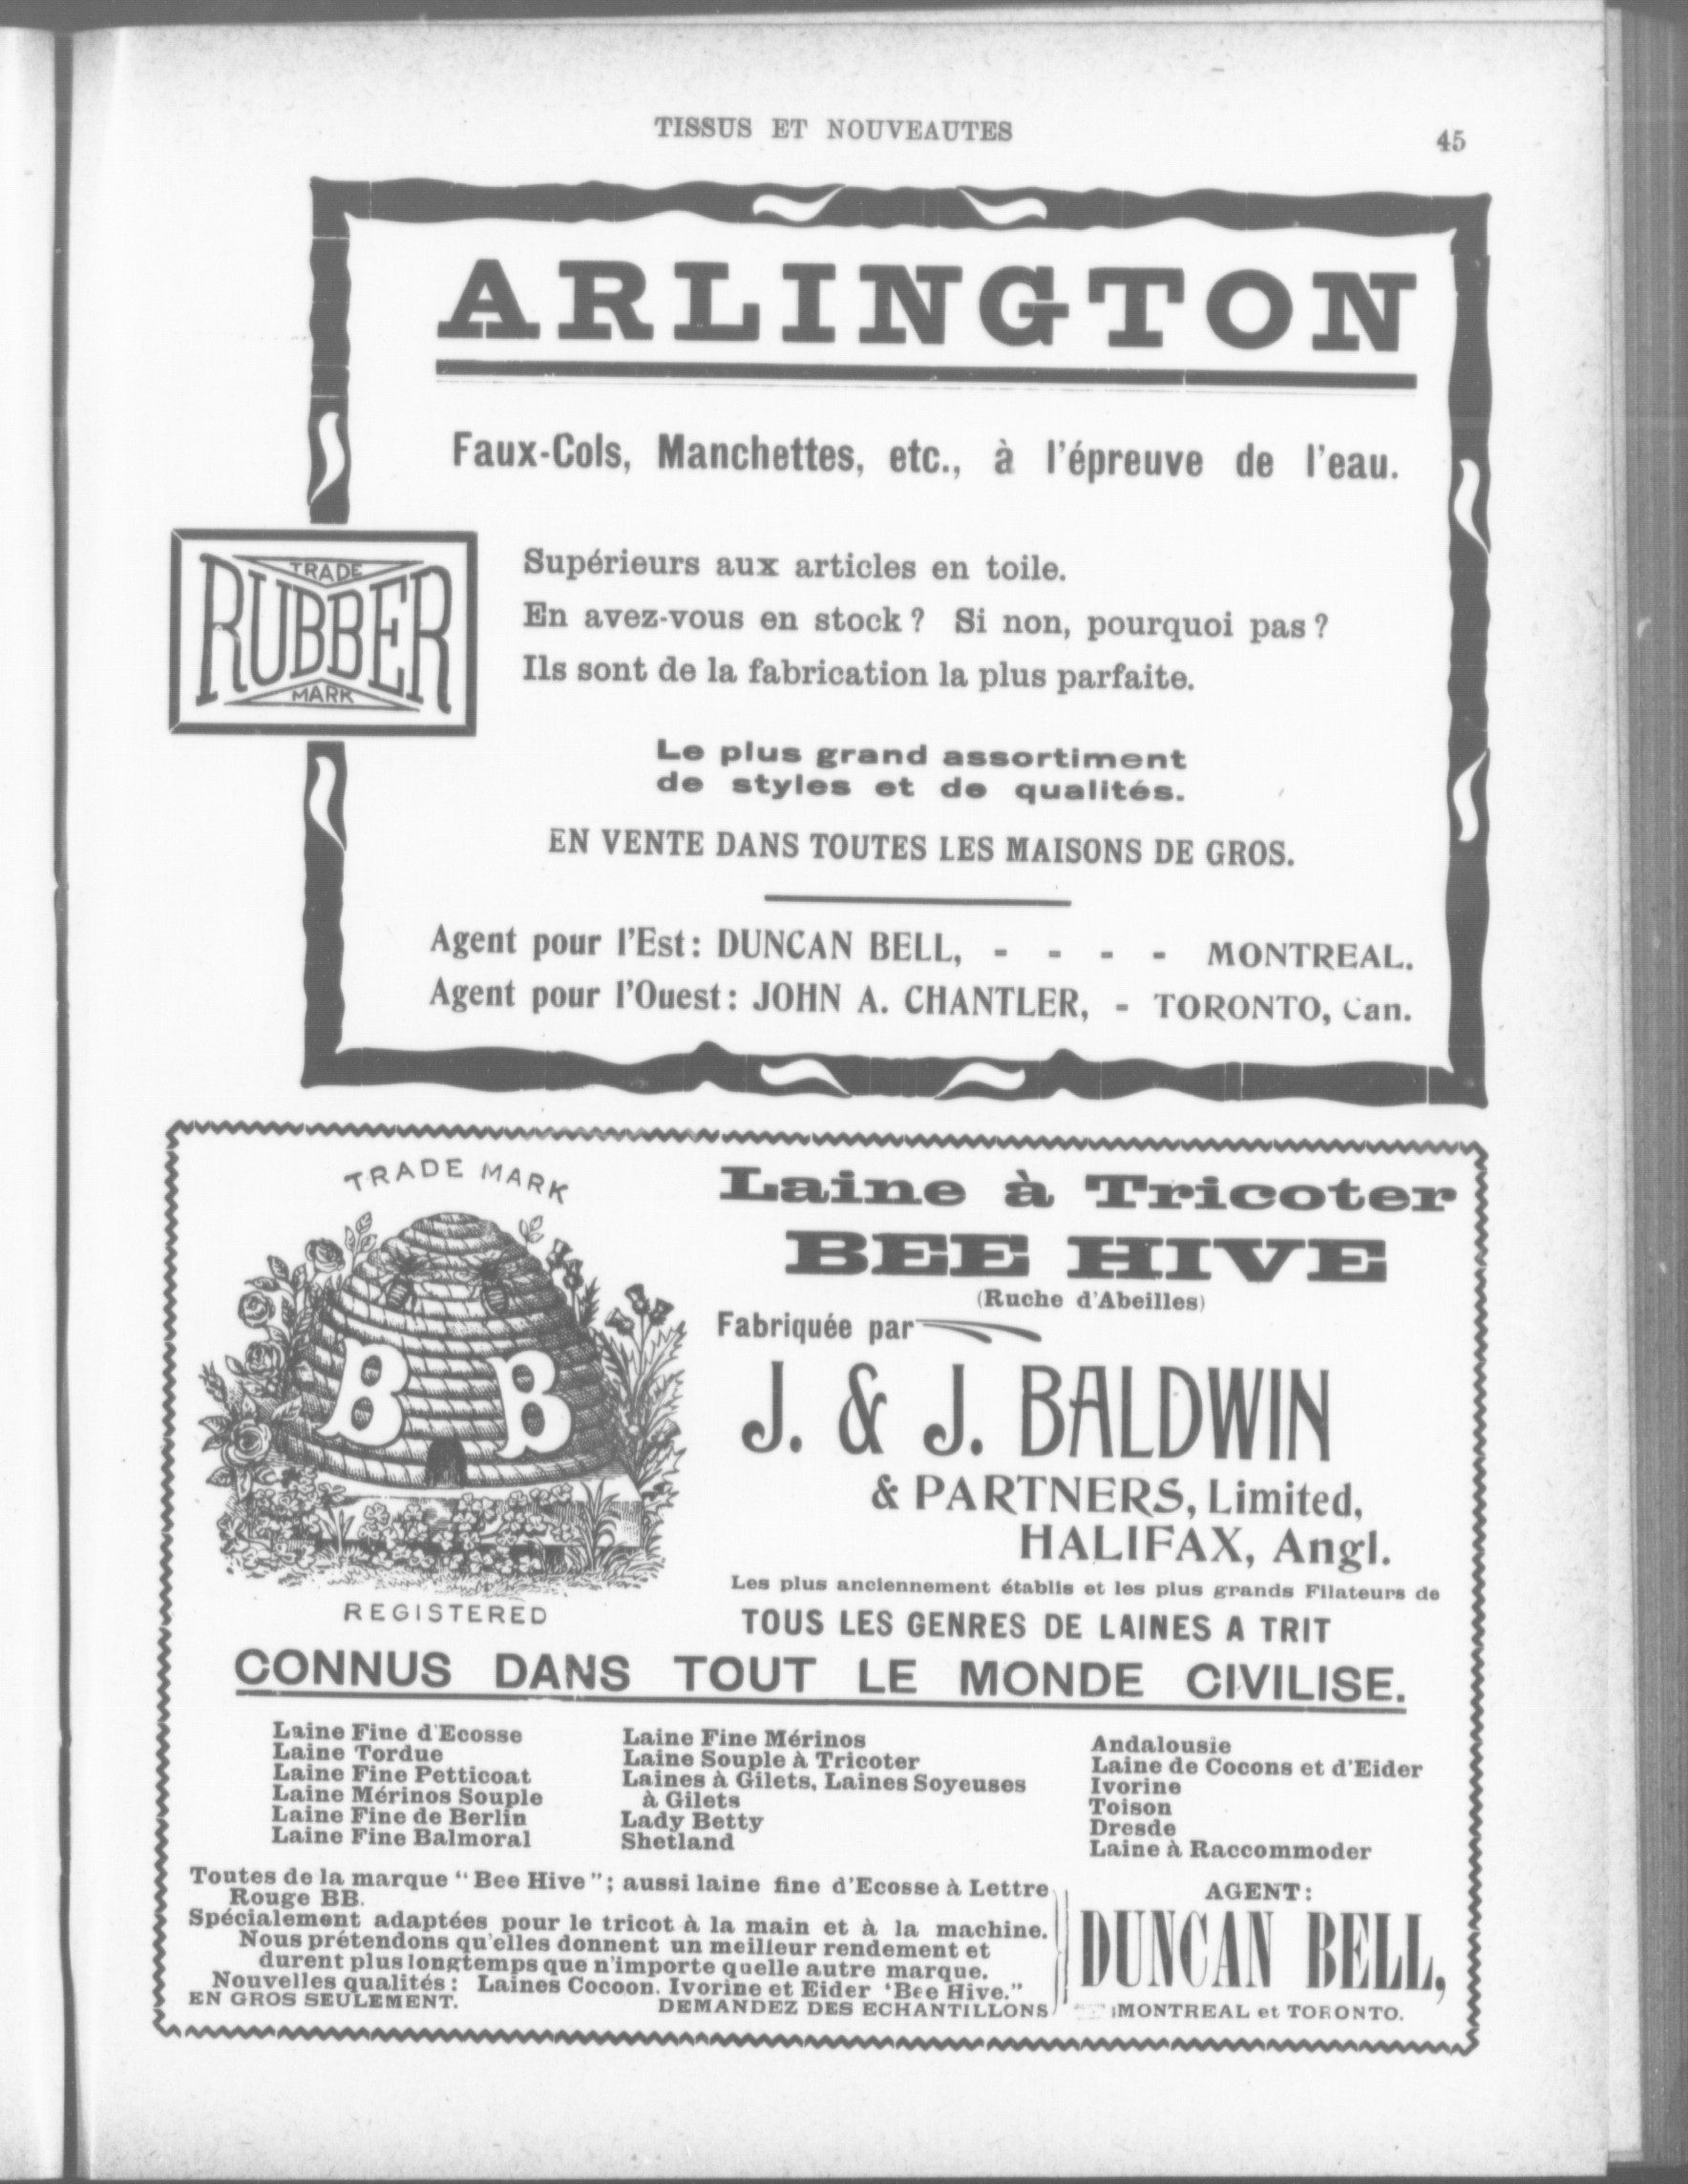 TISSUS ET NOUVEAUTES
45
ARLINGTON
Faux-Cols, Manchettes, etc., à l'épreuve de l'eau.
TRADE
RUBBER
MARK
Supérieurs aux articles en toile.
En avez-vous en stock ? Si non, pourquoi pas ?
Ils sont de la fabrication la plus parfaite.
Le plus grand assortiment
de styles et de qualités.
EN VENTE DANS TOUTES LES MAISONS DE GROS.
Agent pour l'Est: DUNCAN BELL, - - - - MONTREAL.
Agent pour l'Ouest: JOHN A. CHANTLER, - TORONTO, Can.
TRADE MARK
B B
REGISTERED
Laine à Tricoter
BEE HIVE
(Ruche d'Abeilles)
Fabriquée par
J. & J. BALDWIN
& PARTNERS, Limited,
HALIFAX, Angl.
Les plus anciennement établis et les plus grands Filateurs de
TOUS LES GENRES DE LAINES A TRIT
CONNUS DANS TOUT LE MONDE CIVILISE.
Laine Fine d'Ecosse
Laine Tordue
Laine Fine Petticoat
Laine Mérinos Souple
Laine Fine de Berlin
Laine Fine Balmoral
Laine Fine Mérinos
Laine Souple à Tricoter
Laines à Gilets, Laines Soyeuses
à Gilets
Lady Betty
Shetland
Andalousie
Laine de Cocons et d'Eider
Ivorine
Toison
Dresde
Laine à Raccommoder
Toutes de la marque "Bee Hive"; aussi laine fine d'Ecosse à Lettre
Rouge BB.
Spécialement adaptées pour le tricot à la main et à la machine.
Nous prétendons qu'elles donnent un meilleur rendement et
durent plus longtemps que n'importe quelle autre marque.
Nouvelles qualités: Laines Cocoon. Ivorine et Eider 'Bee Hive."
EN GROS SEULEMENT. DEMANDEZ DES ECHANTILLONS
AGENT:
DUNCAN BELL,
MONTREAL et TORONTO.